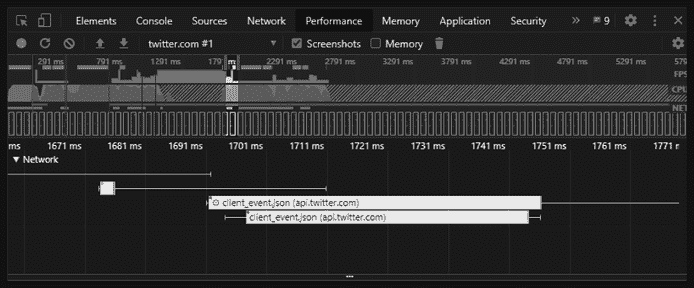 Elements Console Sources Network Performance Memory Application Security » 9
twitter.com #1 Screenshots Memory
291 ms 791 ms 1291 ms 179 ms 2291 ms 2791 ms 3291 ms 3791 ms 4291 ms 4791 ms 5291 ms 579
FPS
CPU
NET
ms 1671 ms 1681 ms 1691 ms 1701 ms 1711 ms 1721 ms 1731 ms 1741 ms 1751 ms 1761 ms 1771 m
▼ Network
client_event.json (api.twitter.com)
client_event.json (api.twitter.com)